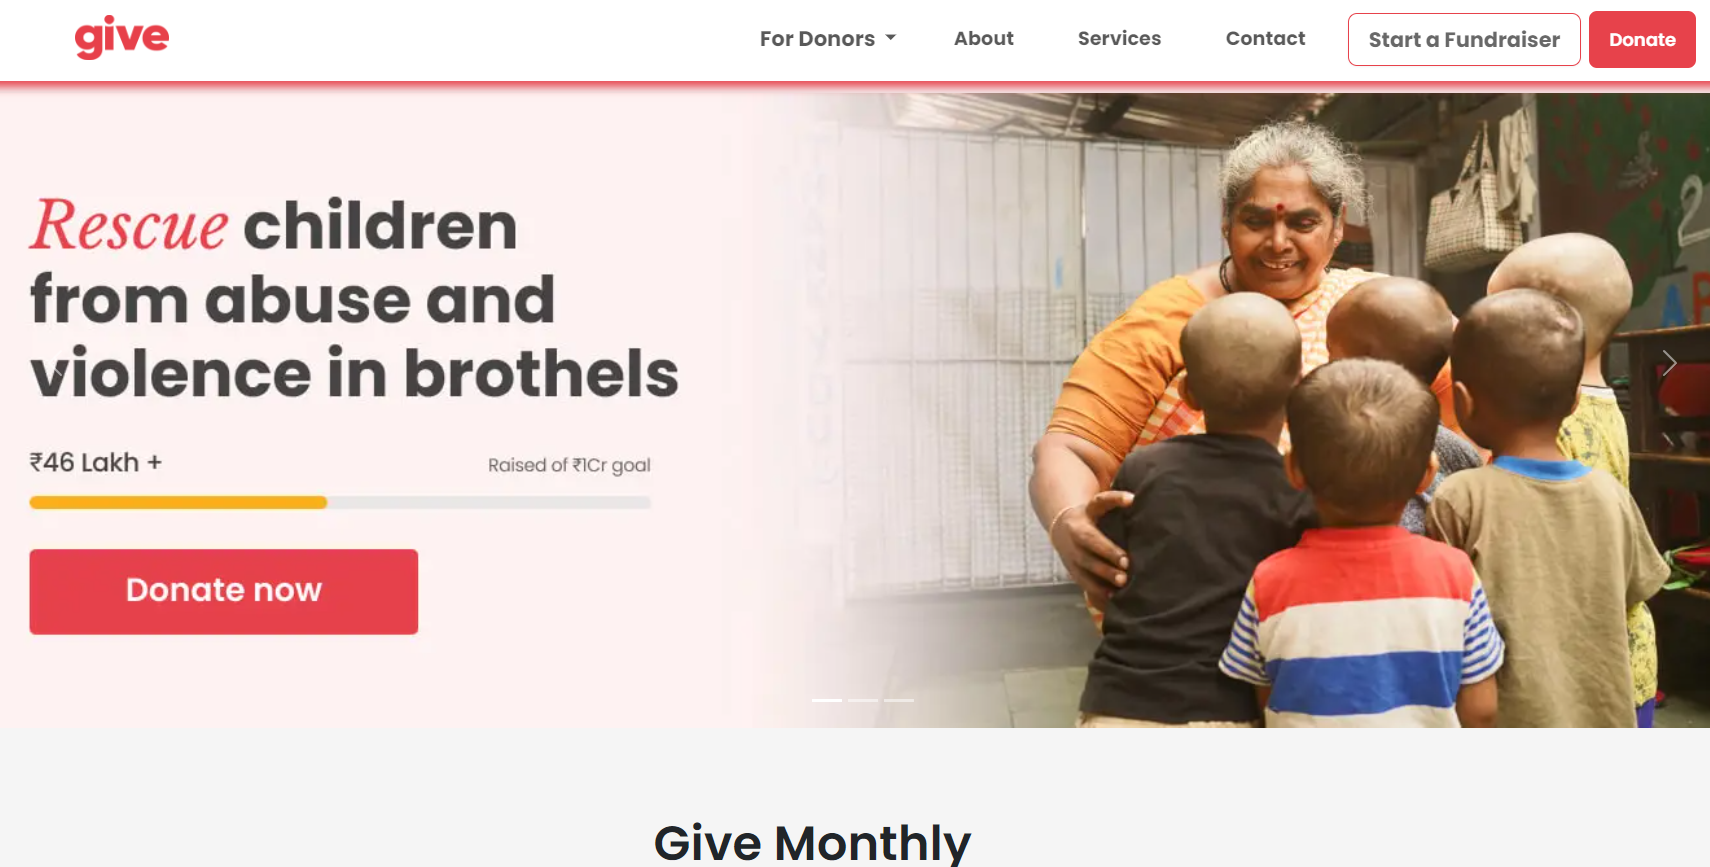 give
For Donors
About
Services
Contact
Start a Fundraiser
Donate
Rescue children
from abuse and
violence in brothels
₹46 Lakh +
Raised of ₹1Cr goal
Donate now
2
A P
Give Monthly